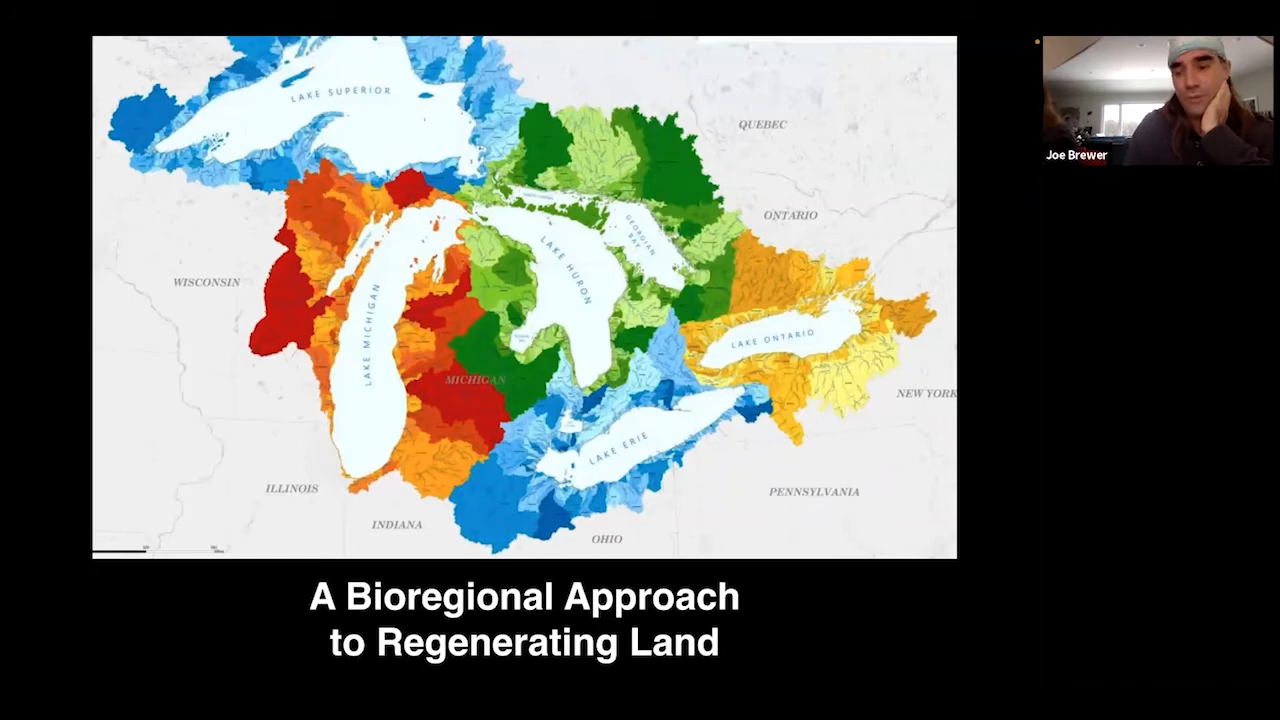 LAKE SUPERIOR
QUEBEC
Joe Brewer
ONTARIO
GEORGIAN
BAY
LAKE HURON
WISCONSIN
LAKE MICHIGAN
LAKE ONTARIO
MICHIGAN
NEW YORK
LAKE ERIE
ILLINOIS
PENNSYLVANIA
INDIANA
OHIO
A Bioregional Approach
to Regenerating Land